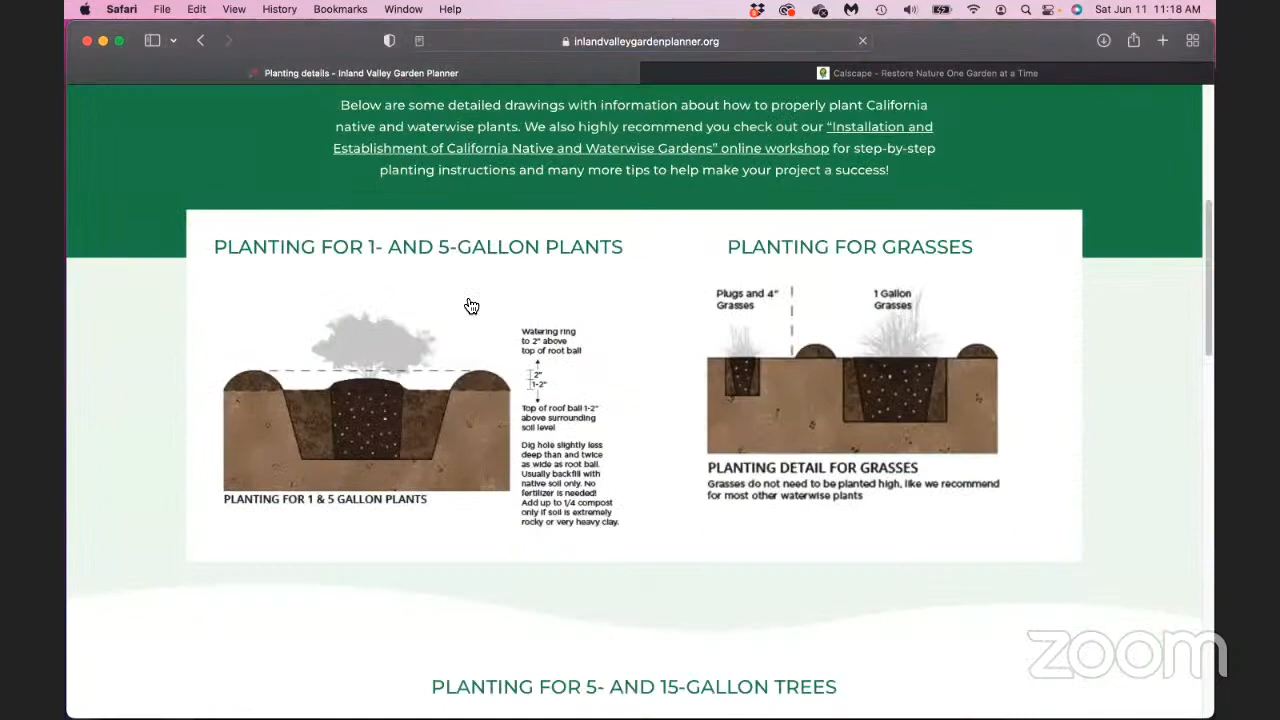 Safari File Edit View History Bookmarks Window Help Sat Jun 11 11:18 AM
inlandvalleygardenplanner.org
Planting details - Inland Valley Garden Planner
Calscape - Restore Nature One Garden at a Time
Below are some detailed drawings with information about how to properly plant California
native and waterwise plants. We also highly recommend you check out our “Installation and
Establishment of California Native and Waterwise Gardens” online workshop for step-by-step
planting instructions and many more tips to help make your project a success!
PLANTING FOR 1- AND 5-GALLON PLANTS
Watering ring
to 2" above
top of root ball
2"
1-2"
Top of roof ball 1-2"
above surrounding
soil level
Dig hole slightly less
deep than and twice
as wide as root ball.
Usually backfill with
native soil only. No
fertilizer is needed!
Add up to 1/4 compost
only if soil is extremely
rocky or very heavy clay.
PLANTING FOR 1 & 5 GALLON PLANTS
PLANTING FOR GRASSES
Plugs and 4"
Grasses
1 Gallon
Grasses
PLANTING DETAIL FOR GRASSES
Grasses do not need to be planted high, like we recommend
for most other waterwise plants
PLANTING FOR 5- AND 15-GALLON TREES
zoom